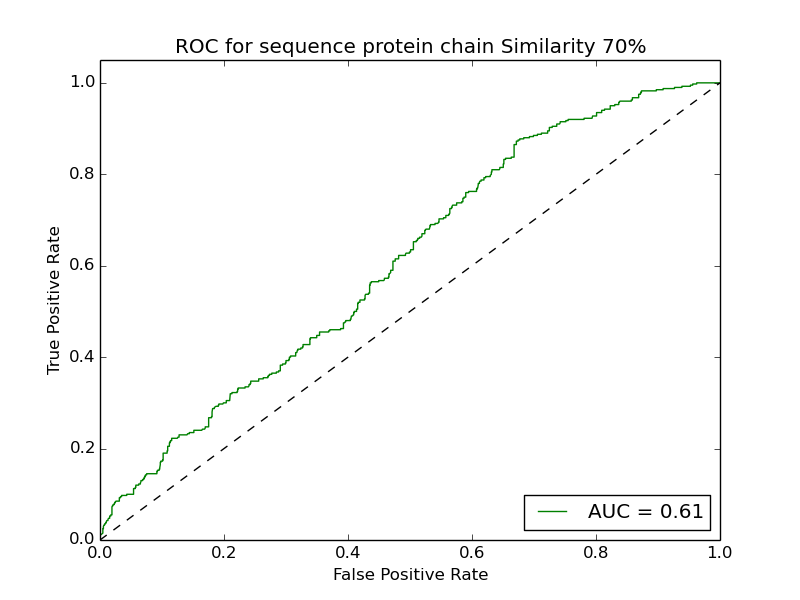 ROC for sequence protein chain Similarity 70%
True Positive Rate
1.0
0.8
0.6
0.4
0.2
0.0
0.0 0.2 0.4 0.6 0.8 1.0
False Positive Rate
AUC = 0.61